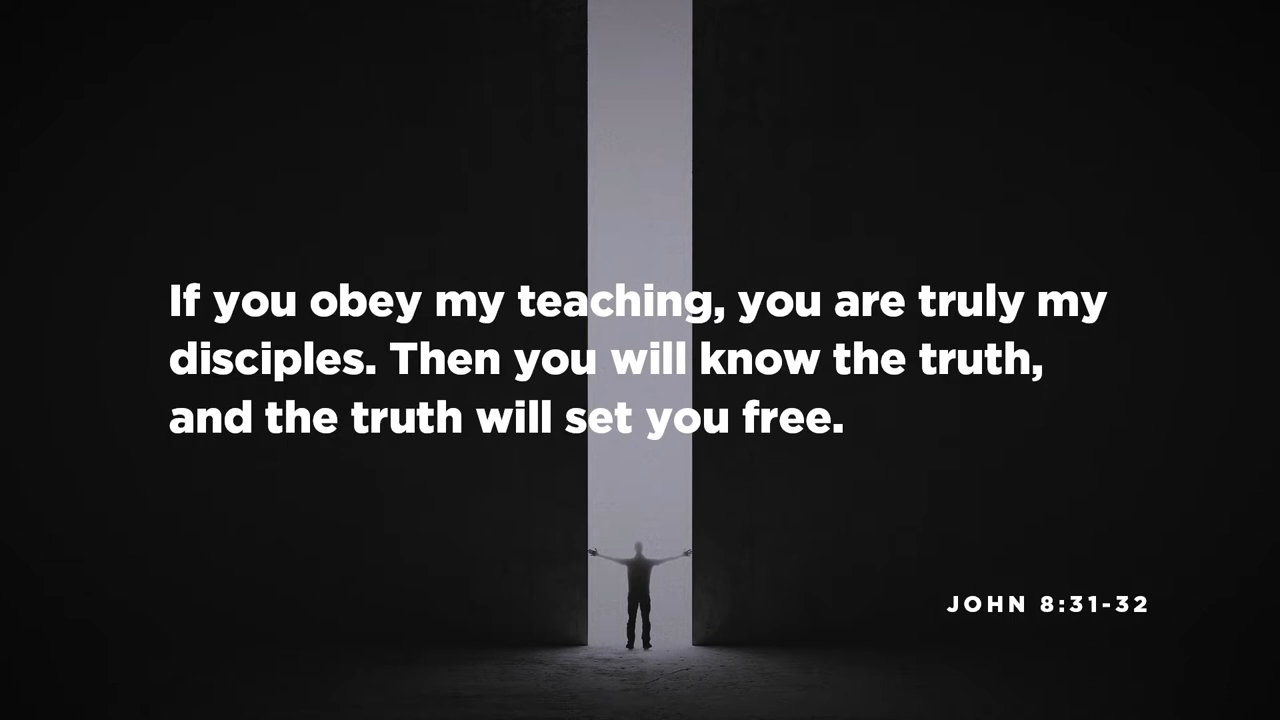 If you obey my teaching, you are truly my
disciples. Then you will know the truth,
and the truth will set you free.
JOHN 8:31-32